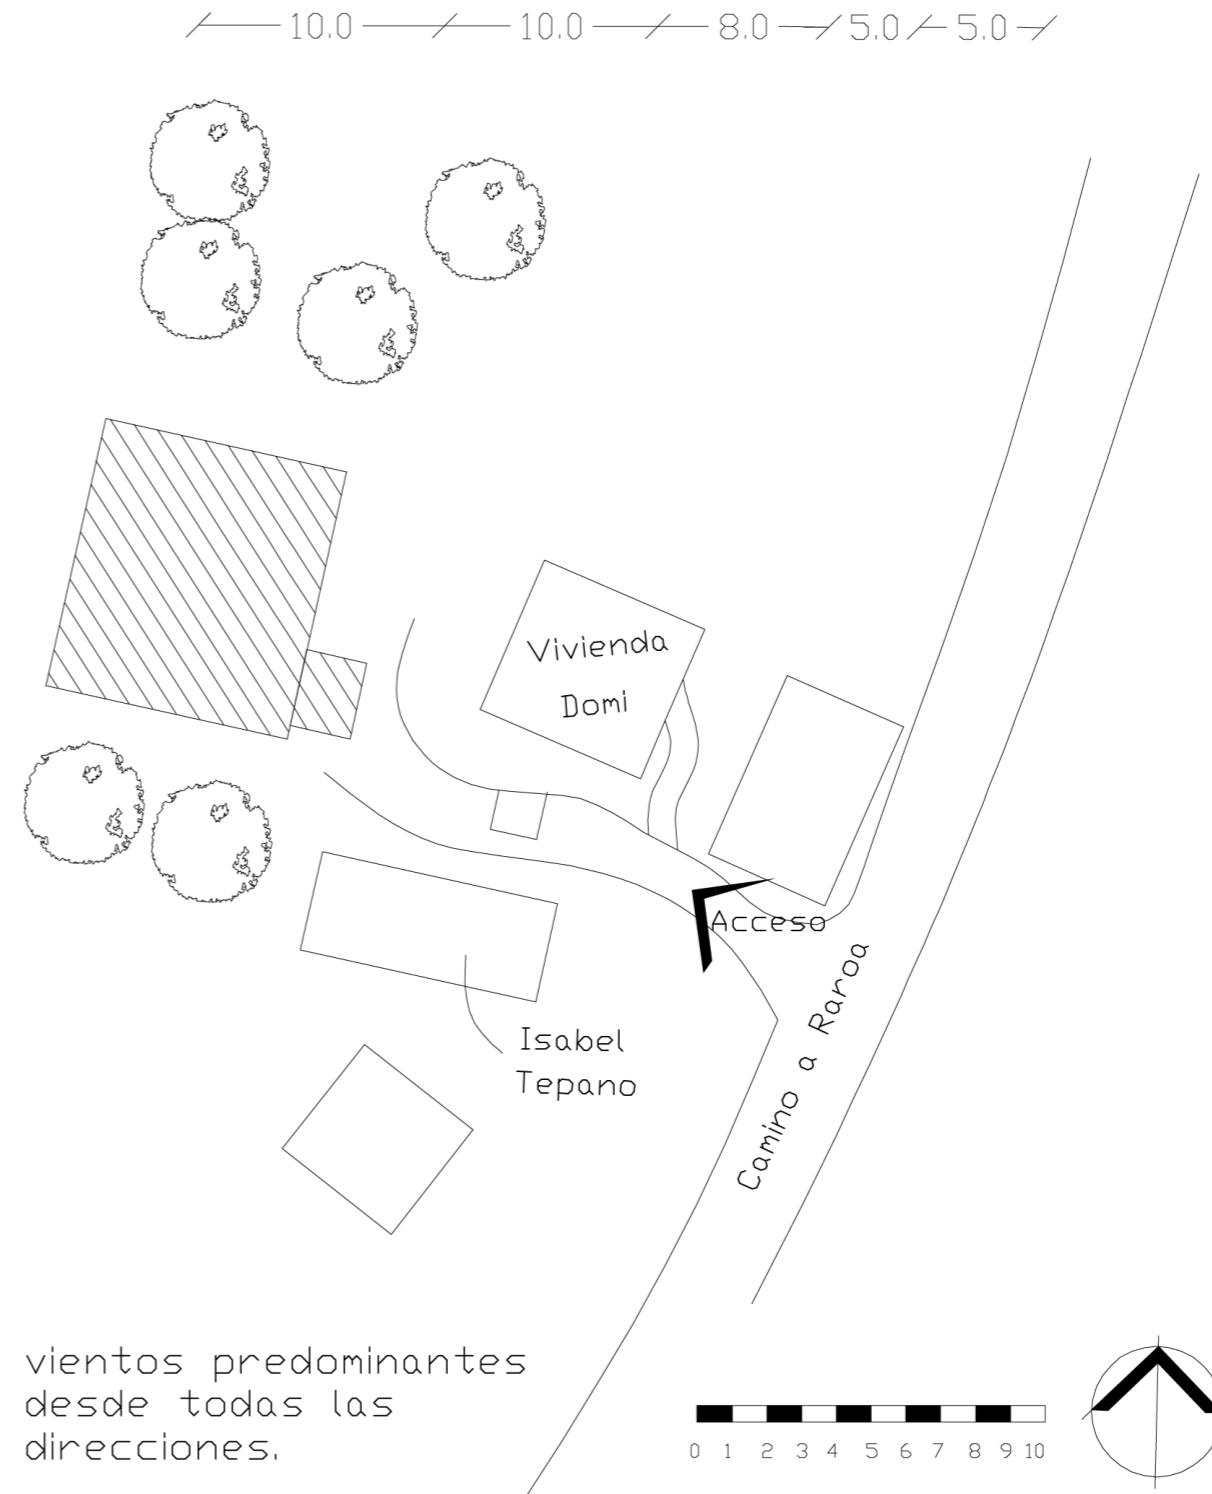 10.0 10.0 8.0 5.0 5.0
Vivienda
Domi
Acceso
Camino a Raroa
Isabel
Tepano
vientos predominantes
desde todas las
direcciones.
0 1 2 3 4 5 6 7 8 9 10